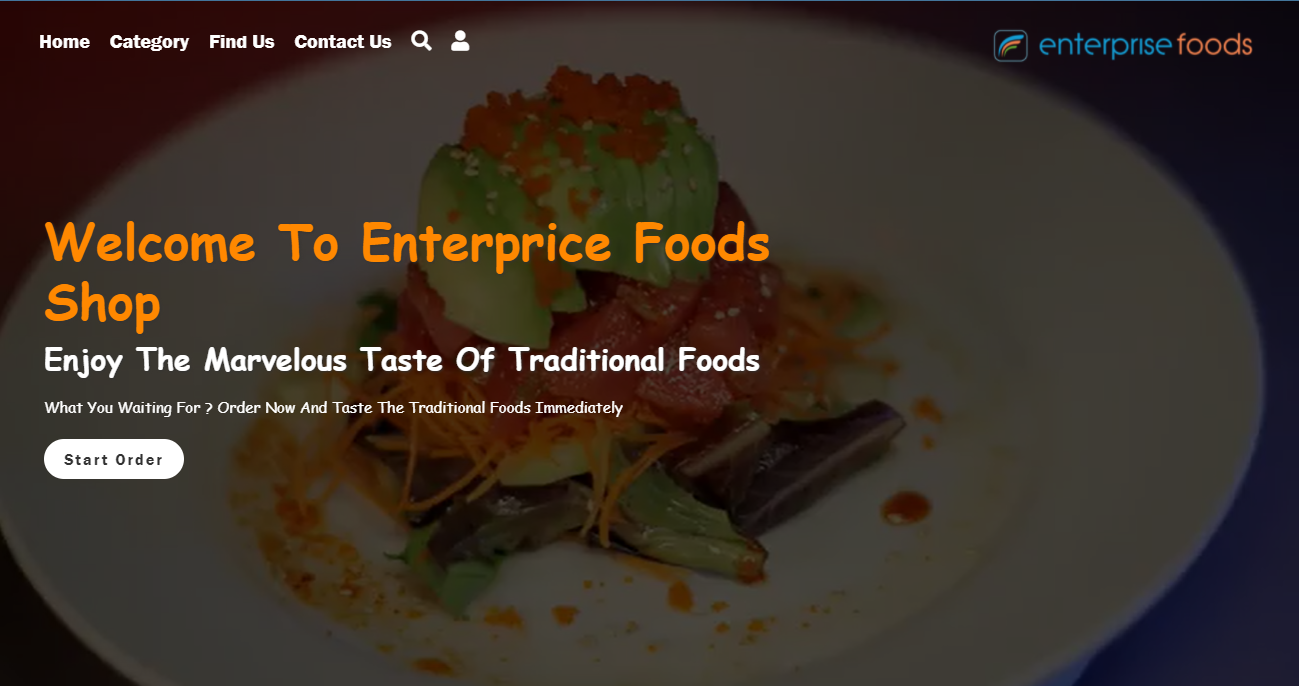 Home Category Find Us Contact Us
enterprise foods
Welcome To Enterprice Foods
Shop
Enjoy The Marvelous Taste Of Traditional Foods
What You Waiting For ? Order Now And Taste The Traditional Foods Immediately
Start Order